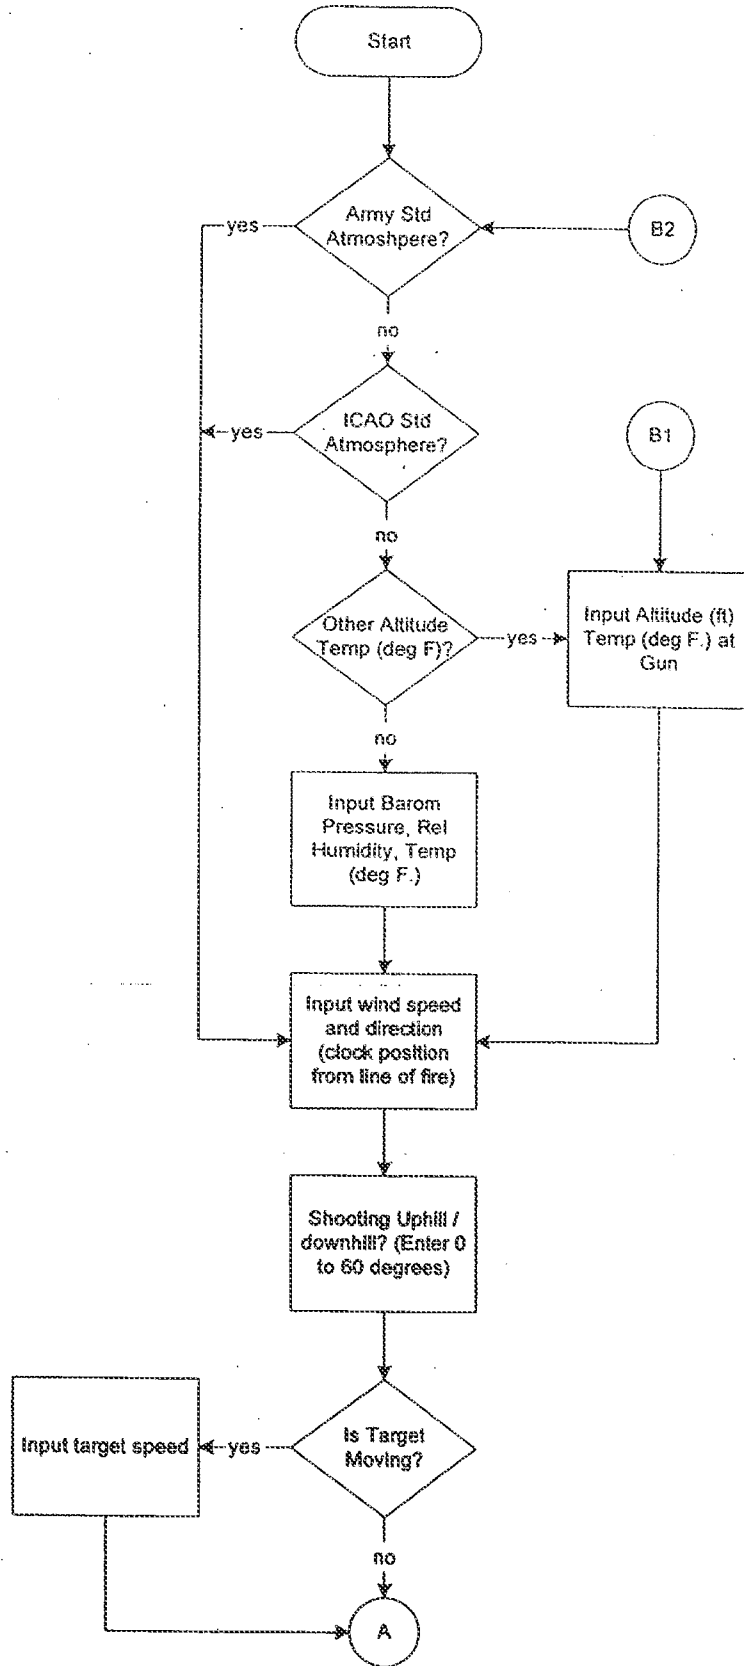 Start
Army Std
Atmoshpere?
yes
B2
no
ICAO Std
Atmosphere?
yes
B1
no
Other Altitude
Temp (deg F)?
yes
Input Altitude (ft)
Temp (deg F.) at
Gun
no
Input Barom
Pressure, Rel
Humidity, Temp
(deg F.)
Input wind speed
and direction
(clock position
from line of fire)
Shooting Uphill /
downhill? (Enter 0
to 60 degrees)
Is Target
Moving?
yes
Input target speed
no
A